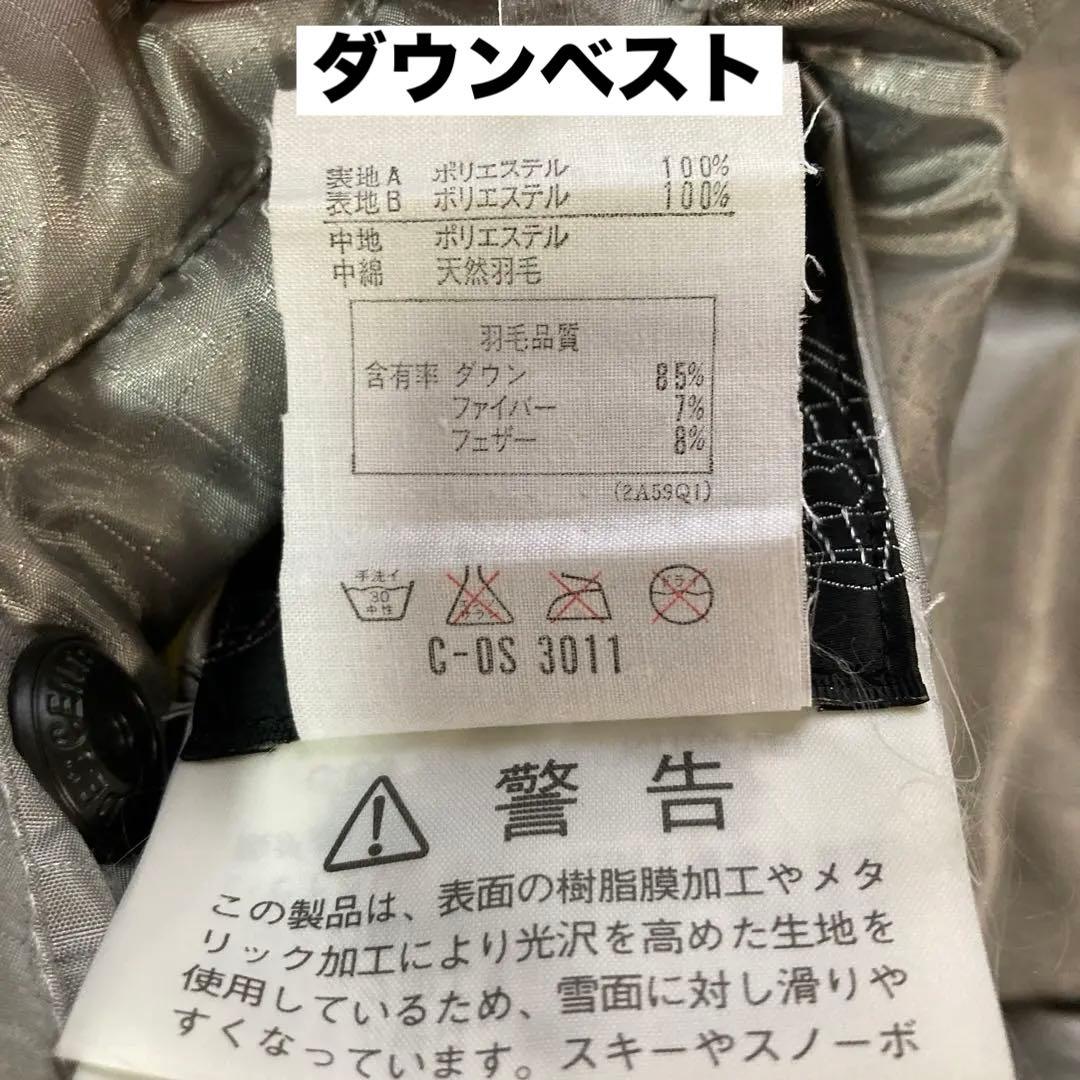 ダウンベスト
表地A ポリエステル 100%
表地B ポリエステル 100%
中地 ポリエステル
中綿 天然羽毛
羽毛品質
含有率 ダウン 85%
ファイバー 7%
フェザー 8%
(2A59Q1)
手洗イ
30
中性
サラシ
ドライ
C-0S 3011
警告
この製品は、表面の樹脂膜加工やメタ
リック加工により光沢を高めた生地を
使用しているため、雪面に対し滑りや
すくなっています。スキーやスノーボ